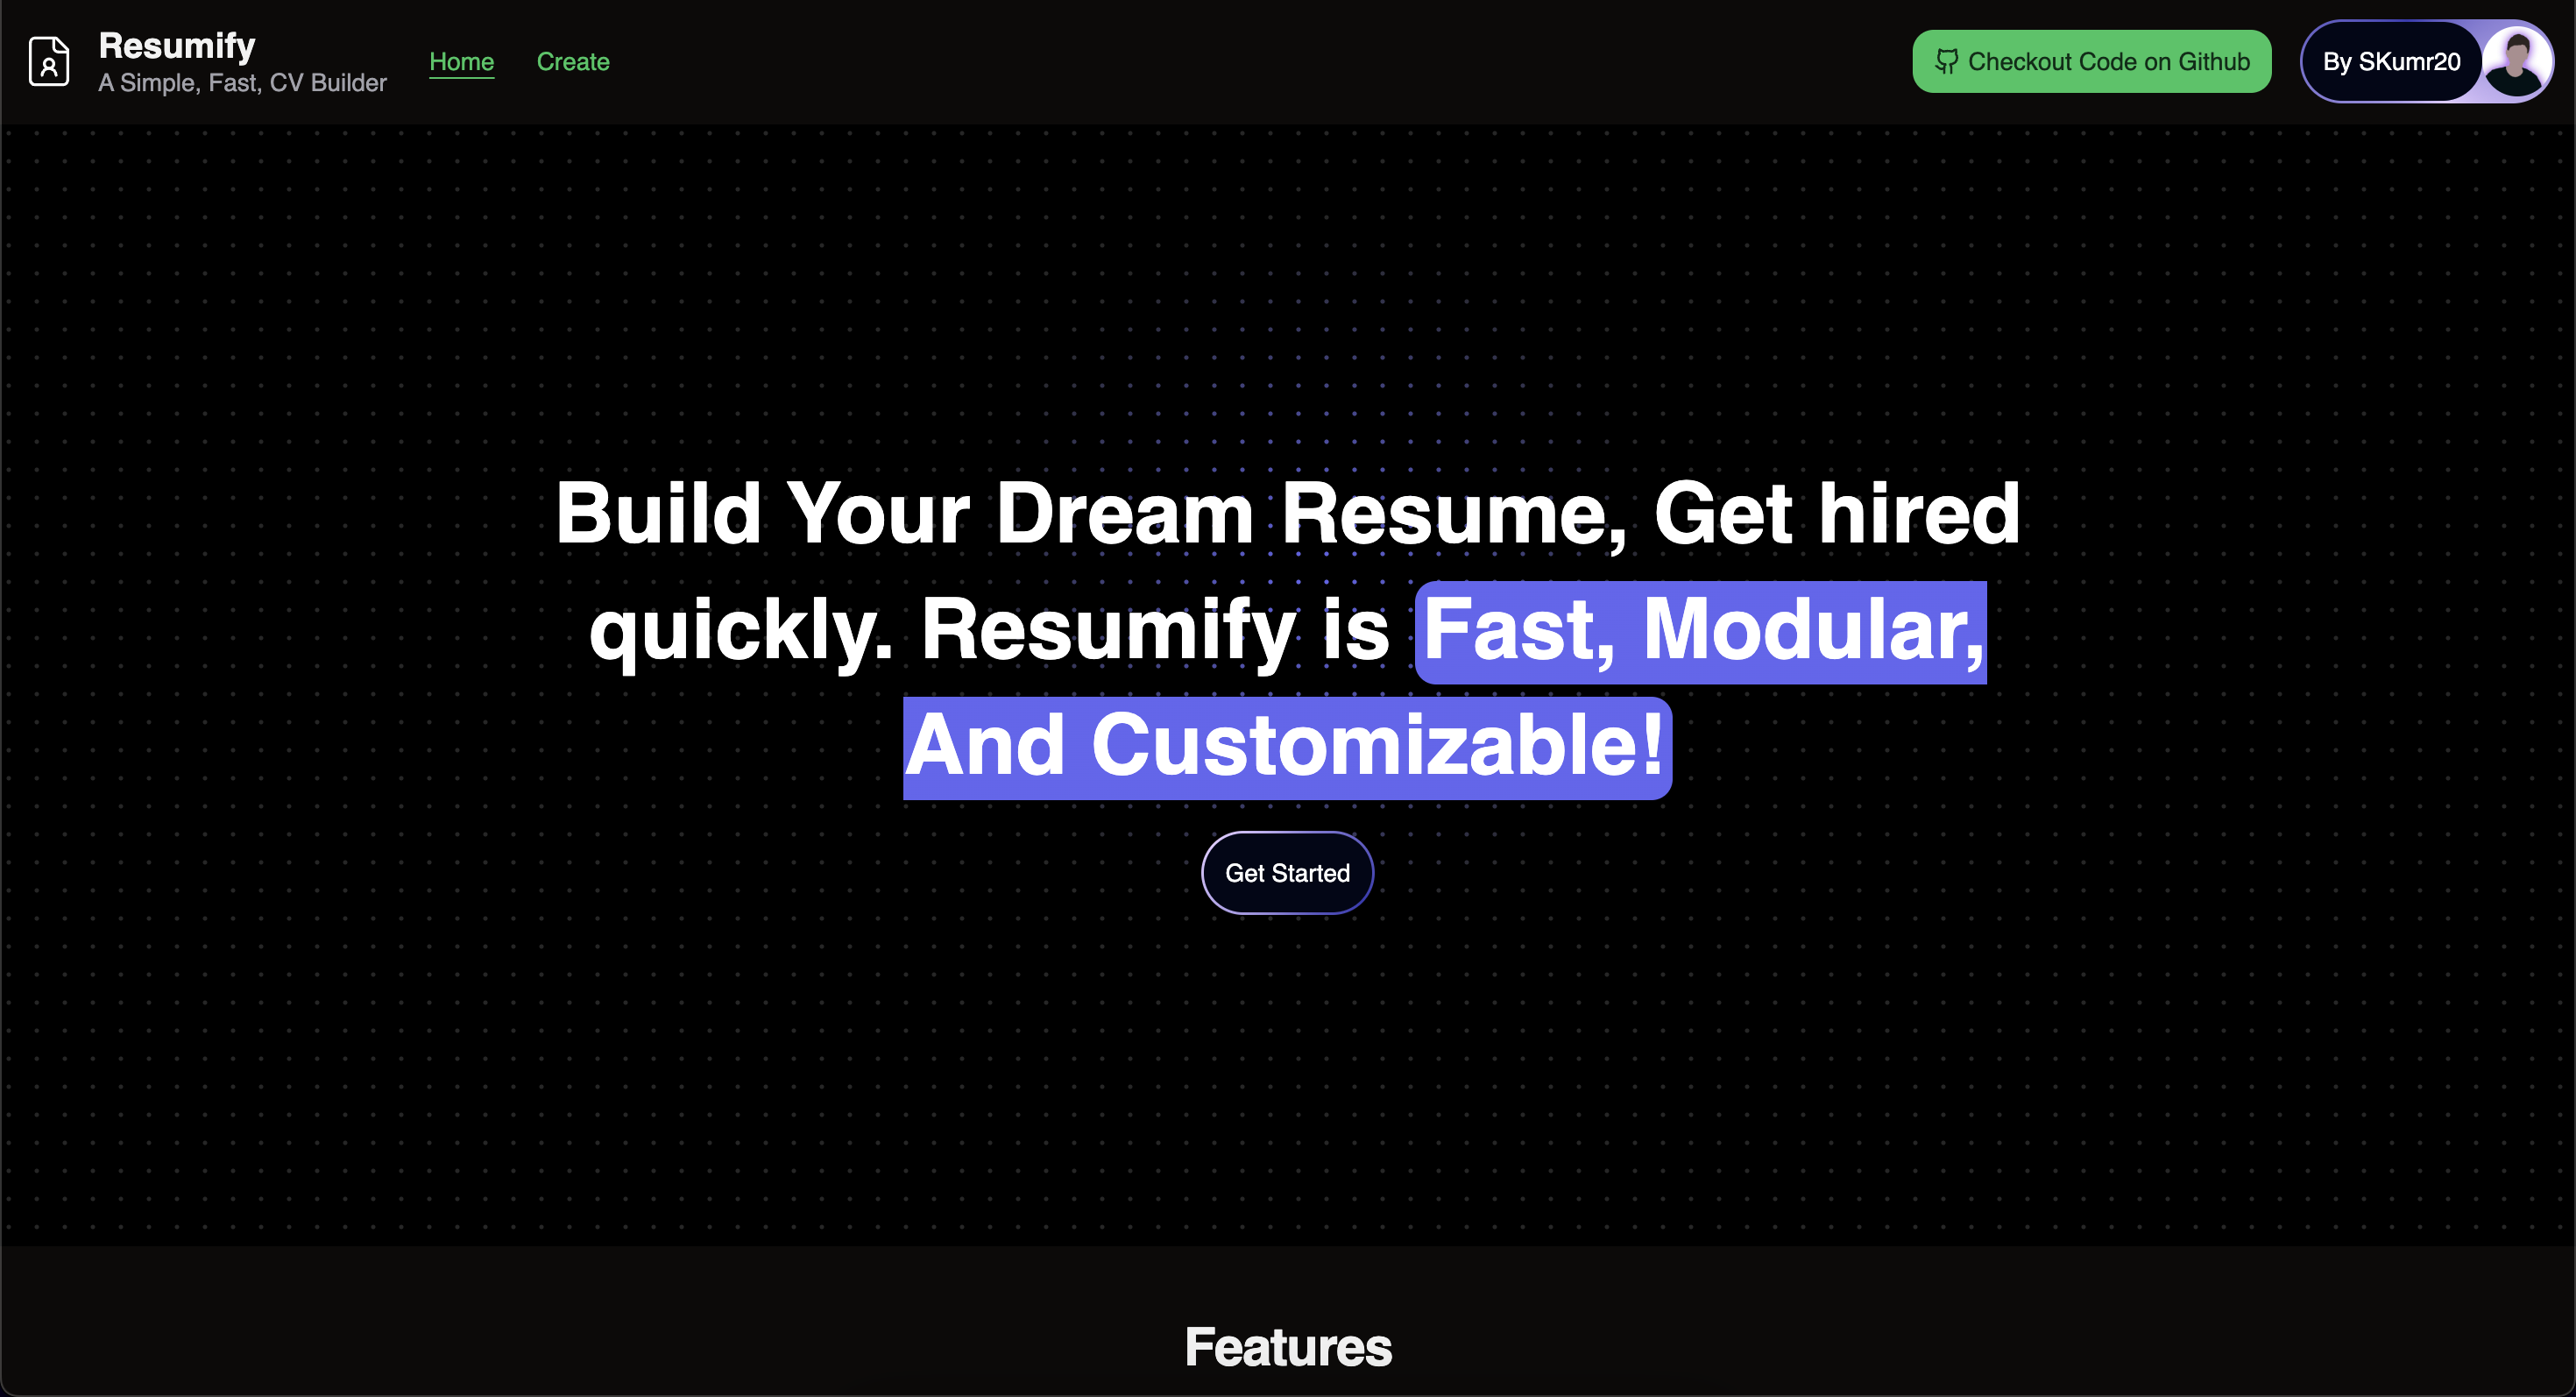 Resumify
A Simple, Fast, CV Builder
Home
Create
Checkout Code on Github
By SKumr20
Build Your Dream Resume, Get hired
quickly. Resumify is Fast, Modular,
And Customizable!
Get Started
Features